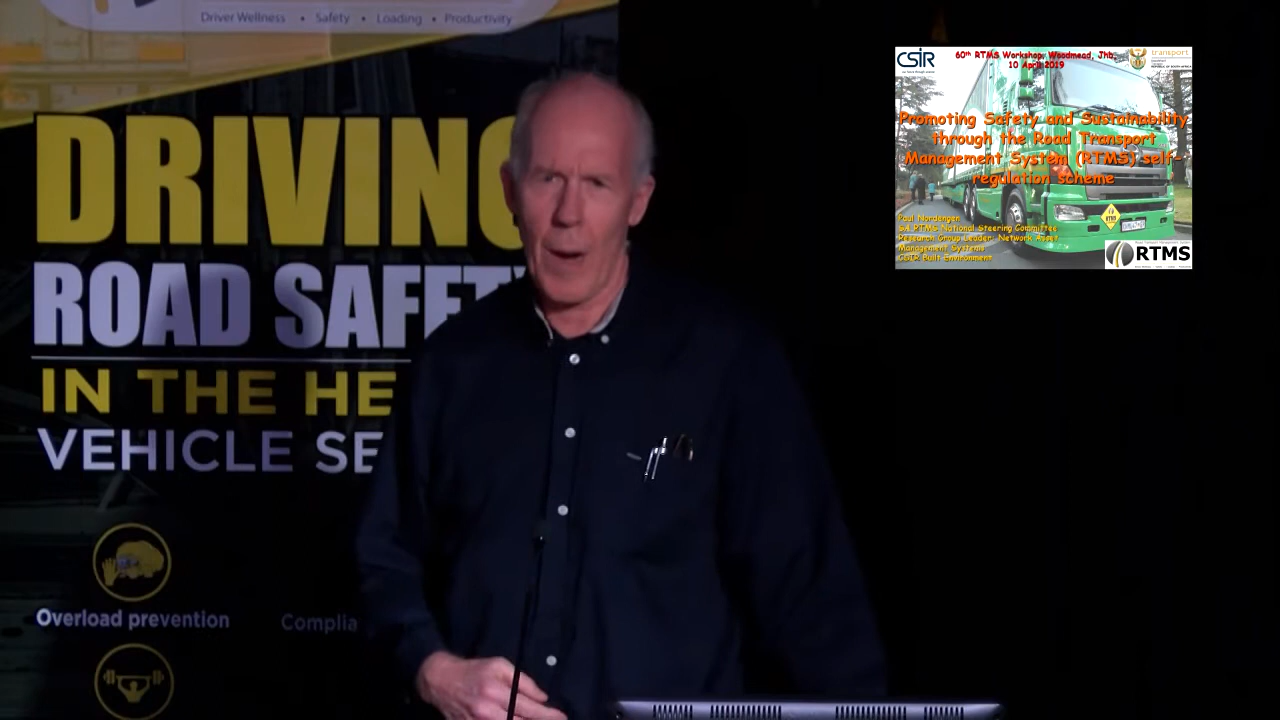 Driver Wellness • Safety • Loading • Productivity
DRIVING
ROAD SAFETY
IN THE HE
VEHICLE SE
Overload prevention
Complia
CSIR
60th RTMS Workshop, Woodmead, Jhb
10 April 2019
transport
Promoting Safety and Sustainability
through the Road Transport
Management System (RTMS) self-
regulation scheme
Paul Nordengen
SA RTMS National Steering Committee
Research Group Leader: Network Asset
Management Systems
CSIR Built Environment
RTMS
RTMS